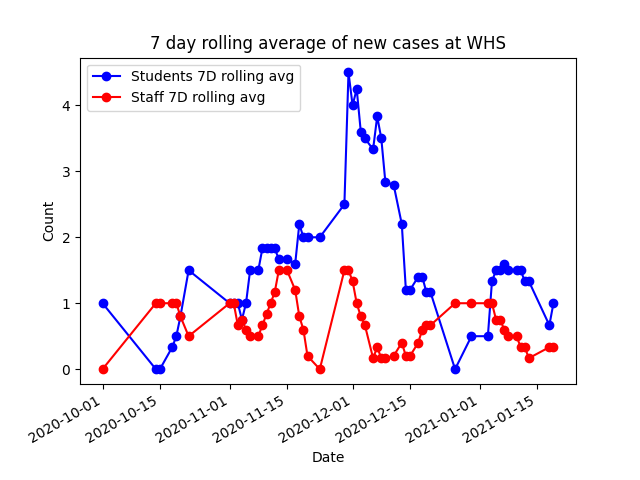 7 day rolling average of new cases at WHS
Students 7D rolling avg
Staff 7D rolling avg
Count
4
3
2
1
0
2020-10-01
2020-10-15
2020-11-01
2020-11-15
2020-12-01
2020-12-15
2021-01-01
2021-01-15
Date